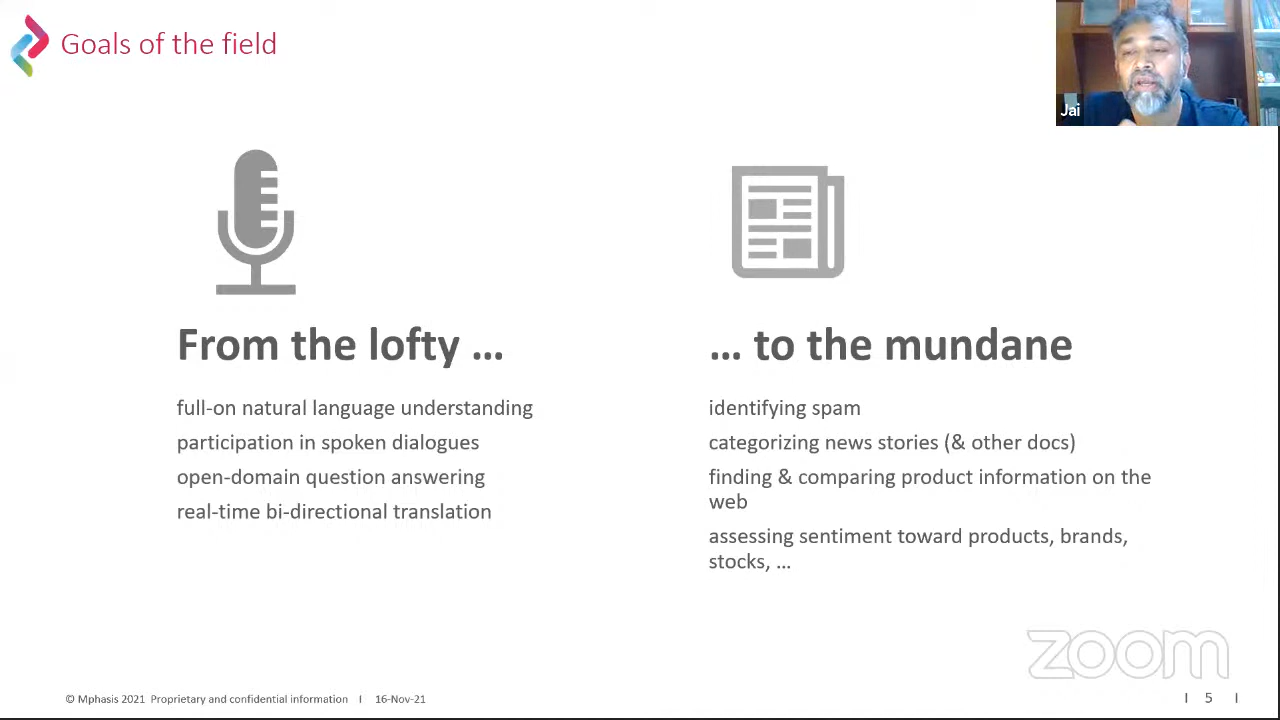 Goals of the field
Jai
From the lofty ...
full-on natural language understanding
participation in spoken dialogues
open-domain question answering
real-time bi-directional translation
... to the mundane
identifying spam
categorizing news stories (& other docs)
finding & comparing product information on the
web
assessing sentiment toward products, brands,
stocks, ...
zoom
© Mphasis 2021 Proprietary and confidential information I 16-Nov-21
I 5 I